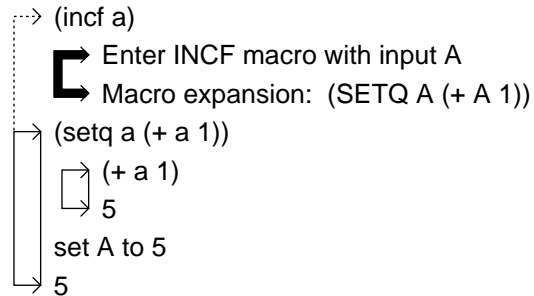 (incf a)
Enter INCF macro with input A
Macro expansion: (SETQ A (+ A 1))
(setq a (+ a 1))
(+ a 1)
5
set A to 5
5